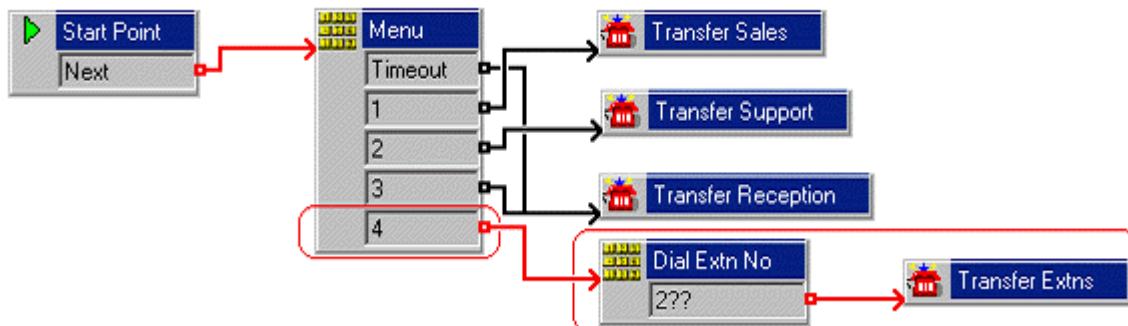 Start Point
Next
Menu
Timeout
1
2
3
4
Transfer Sales
Transfer Support
Transfer Reception
Dial Extn No
2??
Transfer Extns